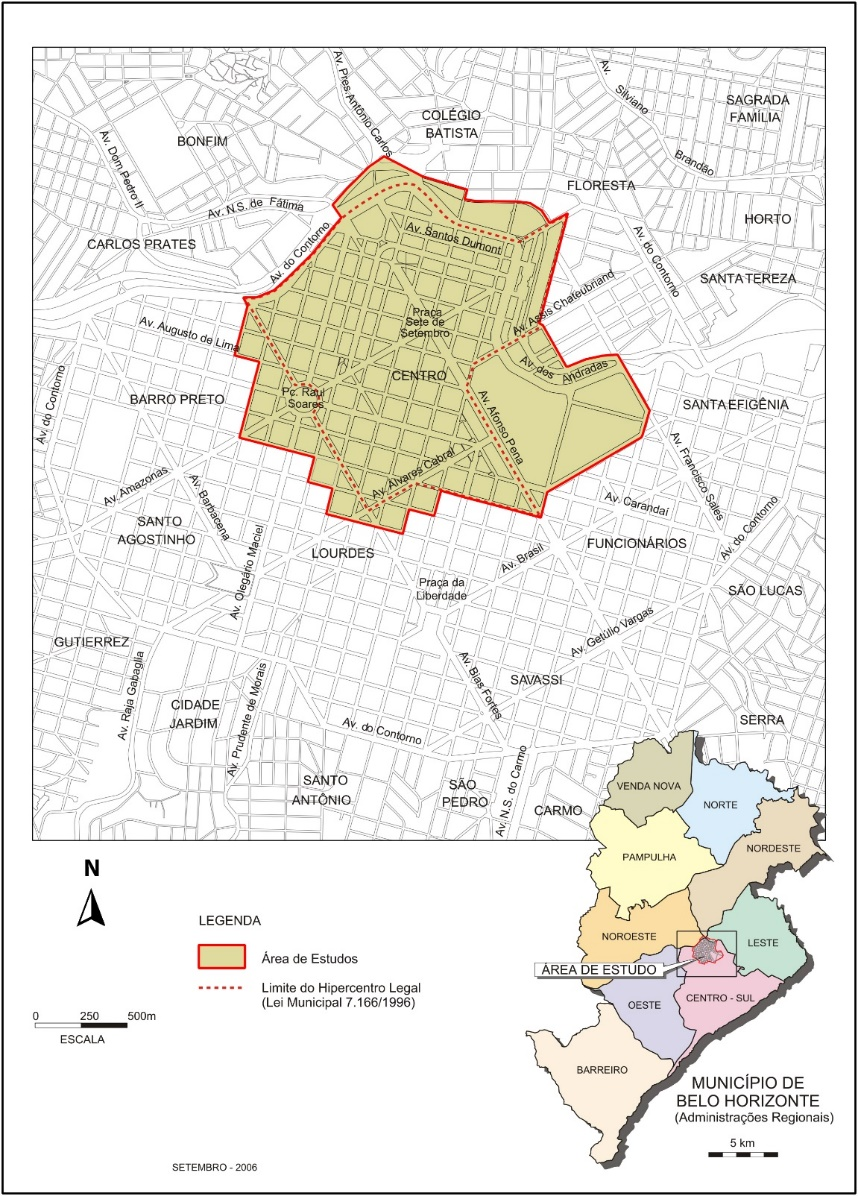 Av. Pres. Antônio Carlos
COLÉGIO
BATISTA
Av. Silviano Brandão
SAGRADA
FAMÍLIA
BONFIM
Av. Dom Pedro II
FLORESTA
Av. N.S. de Fátima
HORTO
CARLOS PRATES
Av. do Contorno
Av. Santos Dumont
Av. do Contorno
SANTA TEREZA
Av. Assis Chateubriand
Praça
Sete de
Setembro
Av. Augusto de Lima
Av. dos Andradas
CENTRO
Av. do Contorno
BARRO PRETO
Pc. Raul
Soares
Av. Afonso Pena
SANTA EFIGÊNIA
Av. Álvares Cabral
Av. Francisco Sales
Av. Amazonas
Av. Barbacena
Av. Carandaí
Av. do Contorno
SANTO
AGOSTINHO
Av. Olegário Maciel
LOURDES
Av. Brasil
FUNCIONÁRIOS
Praça da
Liberdade
SÃO LUCAS
GUTIERREZ
Av. Getúlio Vargas
Av. Raja Gabaglia
Av. Prudente de Morais
Av. Bias Fortes
SAVASSI
CIDADE
JARDIM
Av. do Contorno
SERRA
SANTO
ANTÔNIO
SÃO
PEDRO
Av. N.S. do Carmo
CARMO
VENDA NOVA
NORTE
PAMPULHA
NORDESTE
N
LEGENDA
NOROESTE
LESTE
Área de Estudos
ÁREA DE ESTUDO
Limite do Hipercentro Legal
(Lei Municipal 7.166/1996)
OESTE
CENTRO - SUL
0 250 500m
ESCALA
BARREIRO
MUNICÍPIO DE
BELO HORIZONTE
(Administrações Regionais)
5 km
SETEMBRO - 2006